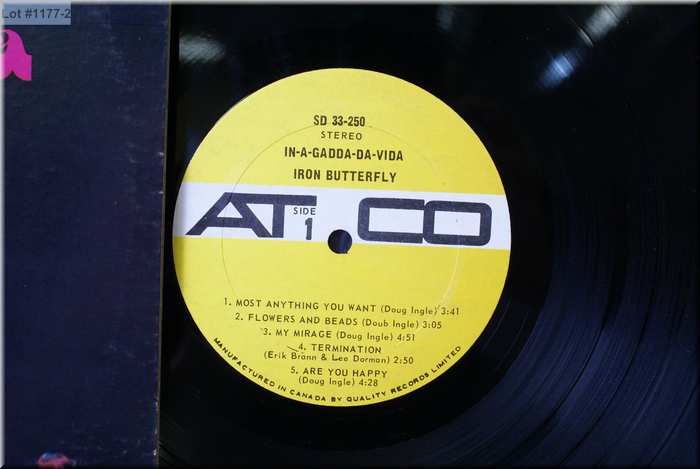 Lot #1177-2
a
SD 33-250
STEREO
IN-A-GADDA-DA-VIDA
IRON BUTTERFLY
ATCO
SIDE
1
1. MOST ANYTHING YOU WANT (Doug Ingle) 3:41
2. FLOWERS AND BEADS (Doub Ingle) 3:05
3. MY MIRAGE (Doug Ingle) 4:51
4. TERMINATION
(Erik Brann & Lee Dorman) 2:50
5. ARE YOU HAPPY
(Doug Ingle) 4:28
MANUFACTURED IN CANADA BY QUALITY RECORDS LIMITED